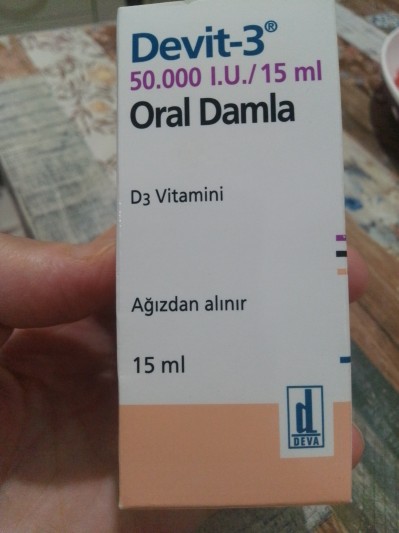 Devit-3®
50.000 I.U./15 ml
Oral Damla
D3 Vitamini
Ağızdan alınır
15 ml
d
DEVA